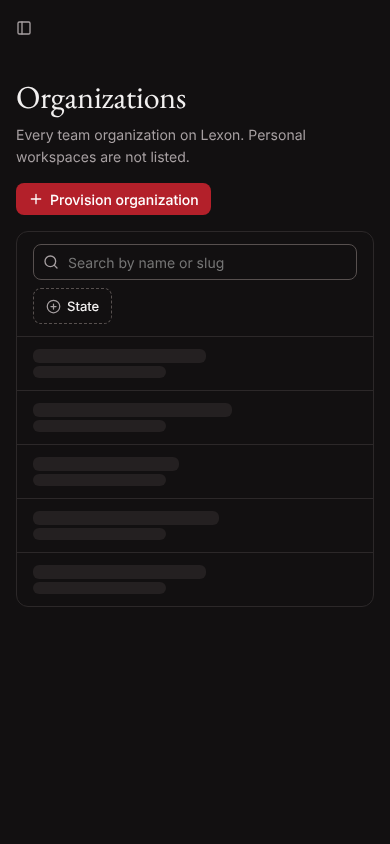 Organizations
Every team organization on Lexon. Personal
workspaces are not listed.
Provision organization
Search by name or slug
State